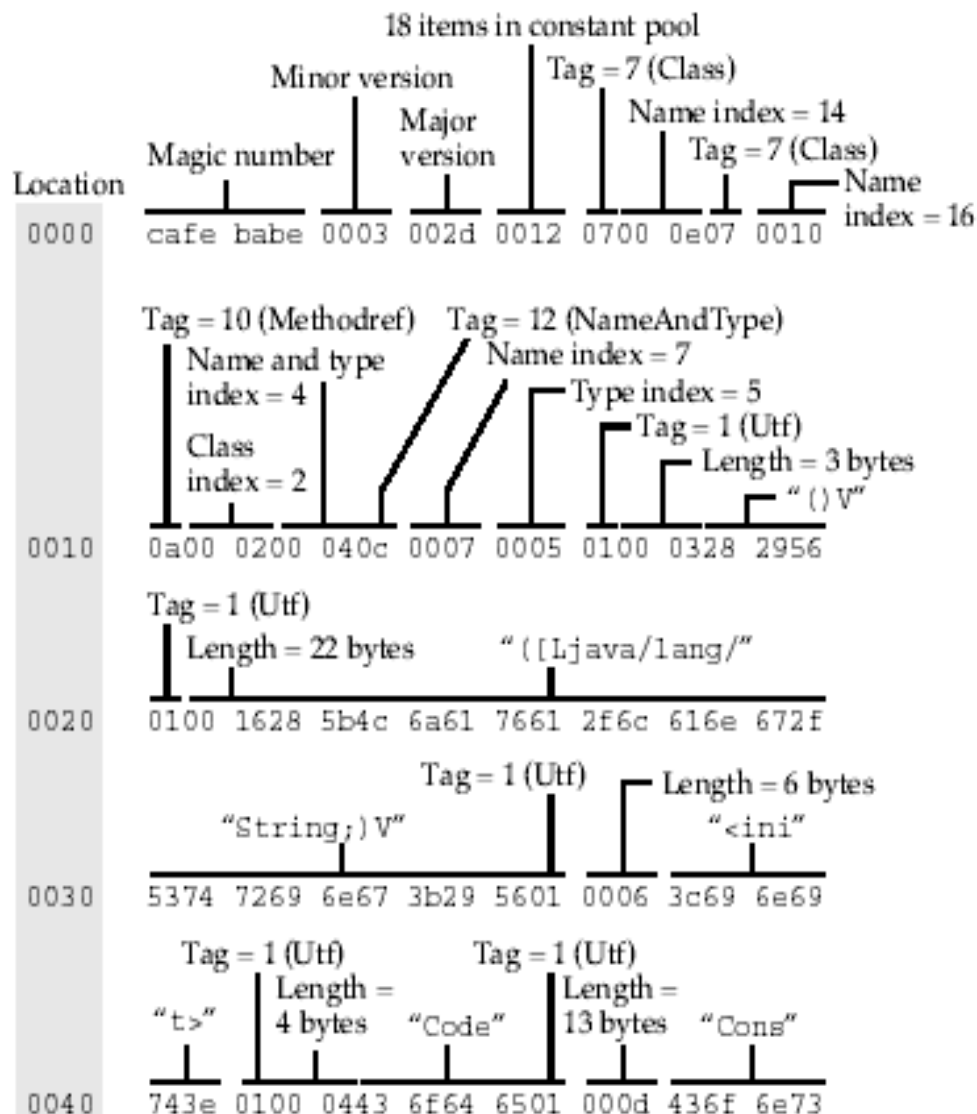 18 items in constant pool
Tag = 7 (Class)
Minor version
Name index = 14
Major
version
Tag = 7 (Class)
Magic number
Location
Name
index = 16
0000 cafe babe 0003 002d 0012 0700 0e07 0010
Tag = 10 (Methodref)
Tag = 12 (NameAndType)
Name and type
index = 4
Name index = 7
Type index = 5
Tag = 1 (Utf)
Class
index = 2
Length = 3 bytes
"()V"
0010 0a00 0200 040c 0007 0005 0100 0328 2956
Tag = 1 (Utf)
Length = 22 bytes
"([Ljava/lang/"
0020 0100 1628 5b4c 6a61 7661 2f6c 616e 672f
Tag = 1 (Utf)
Length = 6 bytes
"String;)V"
"<ini"
0030 5374 7269 6e67 3b29 5601 0006 3c69 6e69
Tag = 1 (Utf)
Tag = 1 (Utf)
"t>"
Length =
4 bytes
"Code"
Length =
13 bytes
"Cons"
0040 743e 0100 0443 6f64 6501 000d 436f 6e73